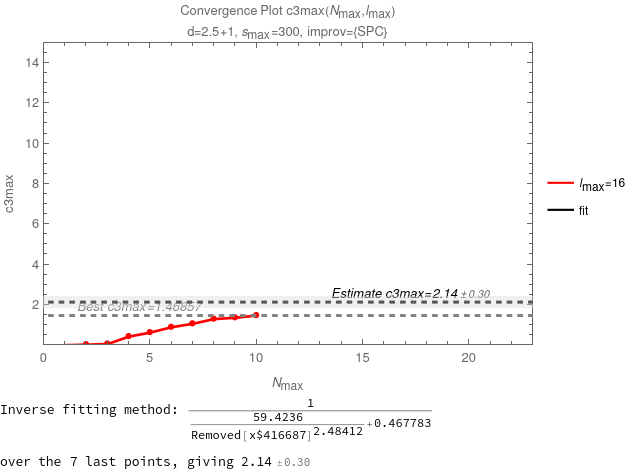 Convergence Plot c3max(Nmax,lmax)
d=2.5+1, smax=300, improv={SPC}
14
12
10
8
6
4
2
c3max
Estimate c3max=2.14 ±0.30
Best c3max=1.46857
0 5 10 15 20
Nmax
lmax=16
fit
Inverse fitting method:
1
59.4236
Removed[x$416687]2.48412
+0.467783
over the 7 last points, giving 2.14 ±0.30